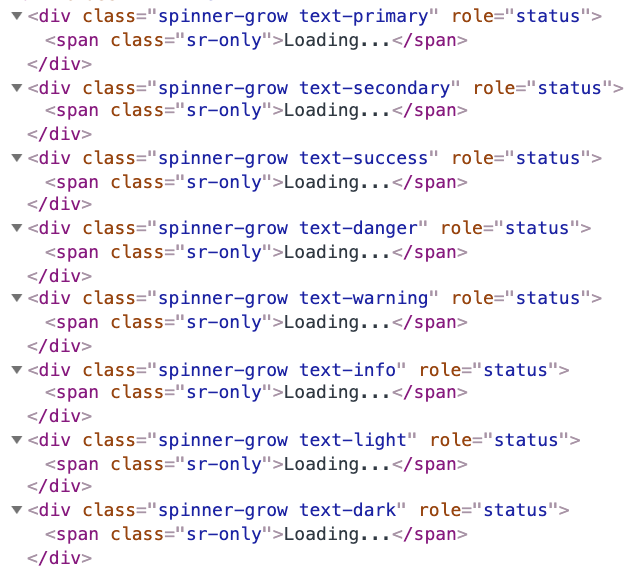 <div class="spinner-grow text-primary" role="status">
<span class="sr-only">Loading...</span>
</div>
<div class="spinner-grow text-secondary" role="status">
<span class="sr-only">Loading...</span>
</div>
<div class="spinner-grow text-success" role="status">
<span class="sr-only">Loading...</span>
</div>
<div class="spinner-grow text-danger" role="status">
<span class="sr-only">Loading...</span>
</div>
<div class="spinner-grow text-warning" role="status">
<span class="sr-only">Loading...</span>
</div>
<div class="spinner-grow text-info" role="status">
<span class="sr-only">Loading...</span>
</div>
<div class="spinner-grow text-light" role="status">
<span class="sr-only">Loading...</span>
</div>
<div class="spinner-grow text-dark" role="status">
<span class="sr-only">Loading...</span>
</div>